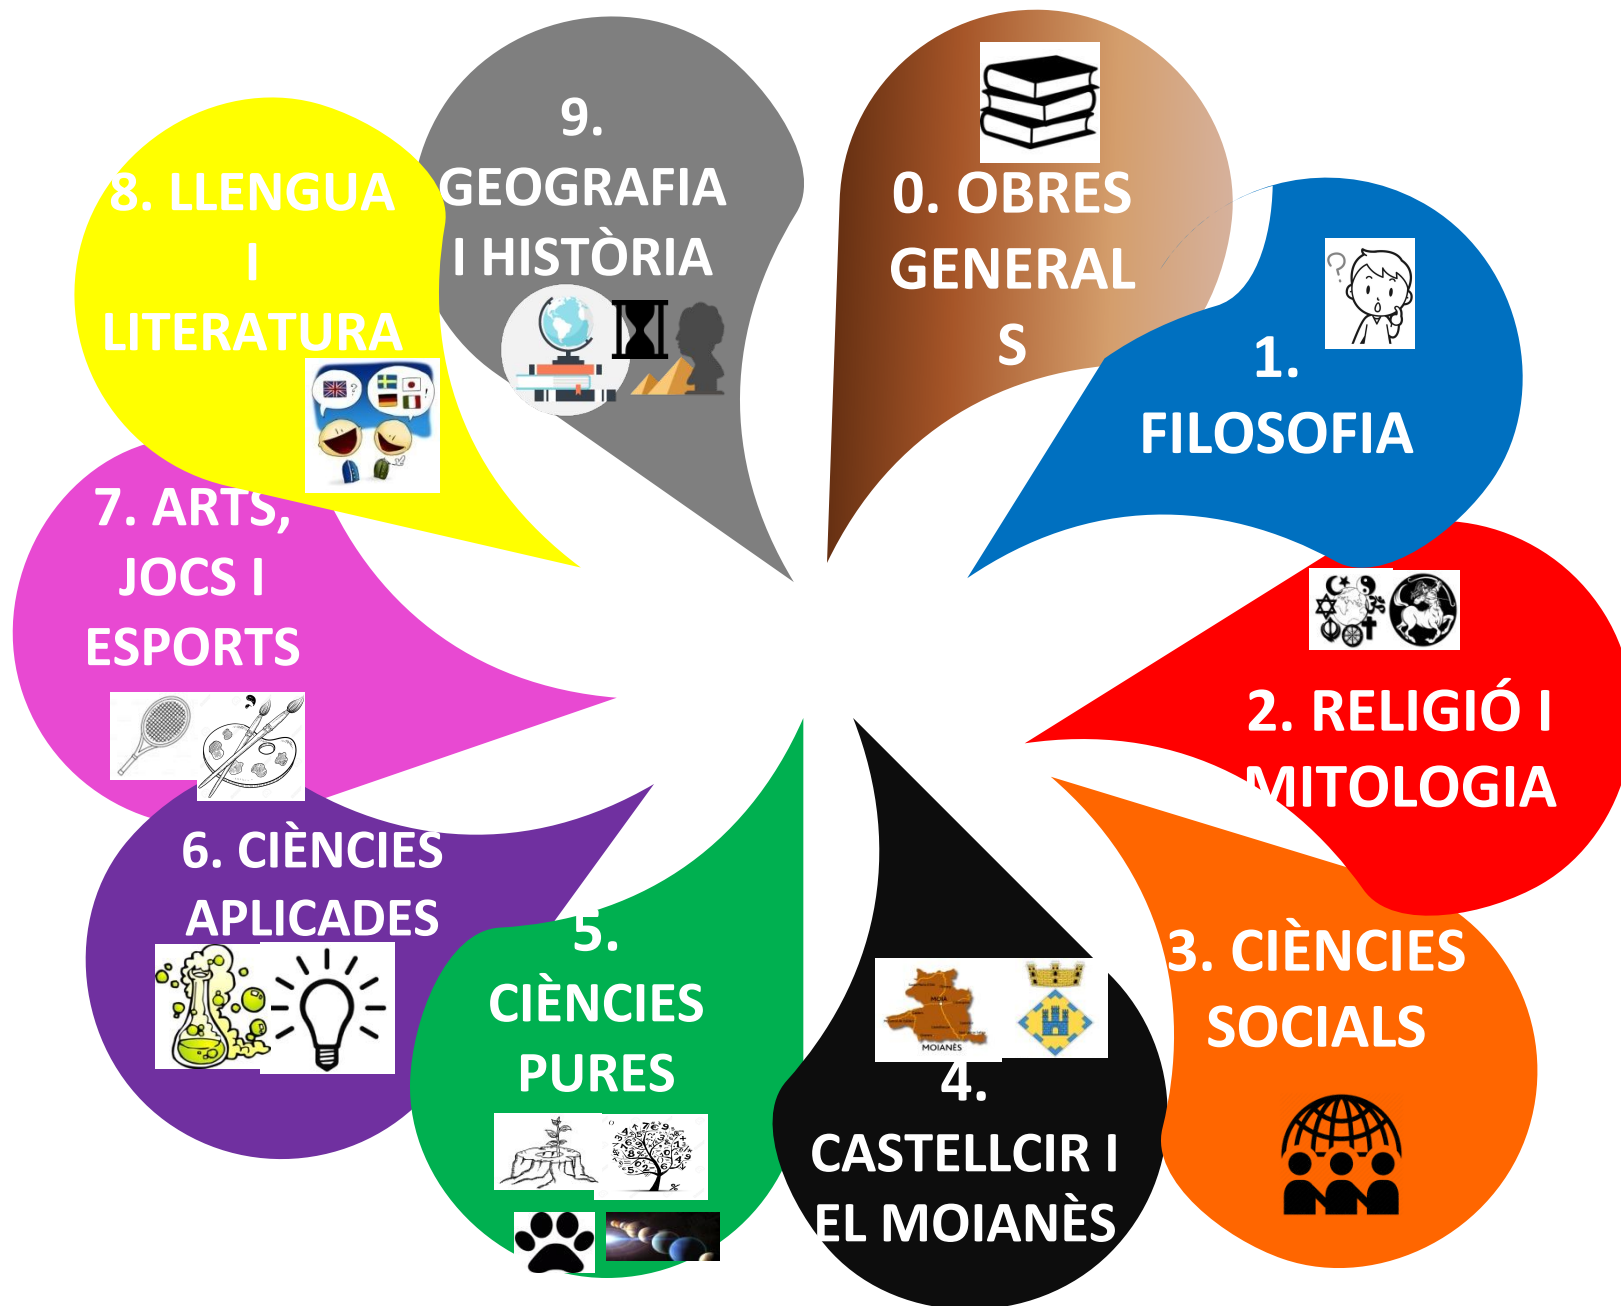 0. OBRES
GENERAL
S
1.
FILOSOFIA
2. RELIGIÓ I
MITOLOGIA
3. CIÈNCIES
SOCIALS
MOIÀ
MOIANÈS
4.
CASTELLCIR I
EL MOIANÈS
5.
CIÈNCIES
PURES
6. CIÈNCIES
APLICADES
7. ARTS,
JOCS I
ESPORTS
8. LLENGUA
I
LITERATURA
9.
GEOGRAFIA
I HISTÒRIA